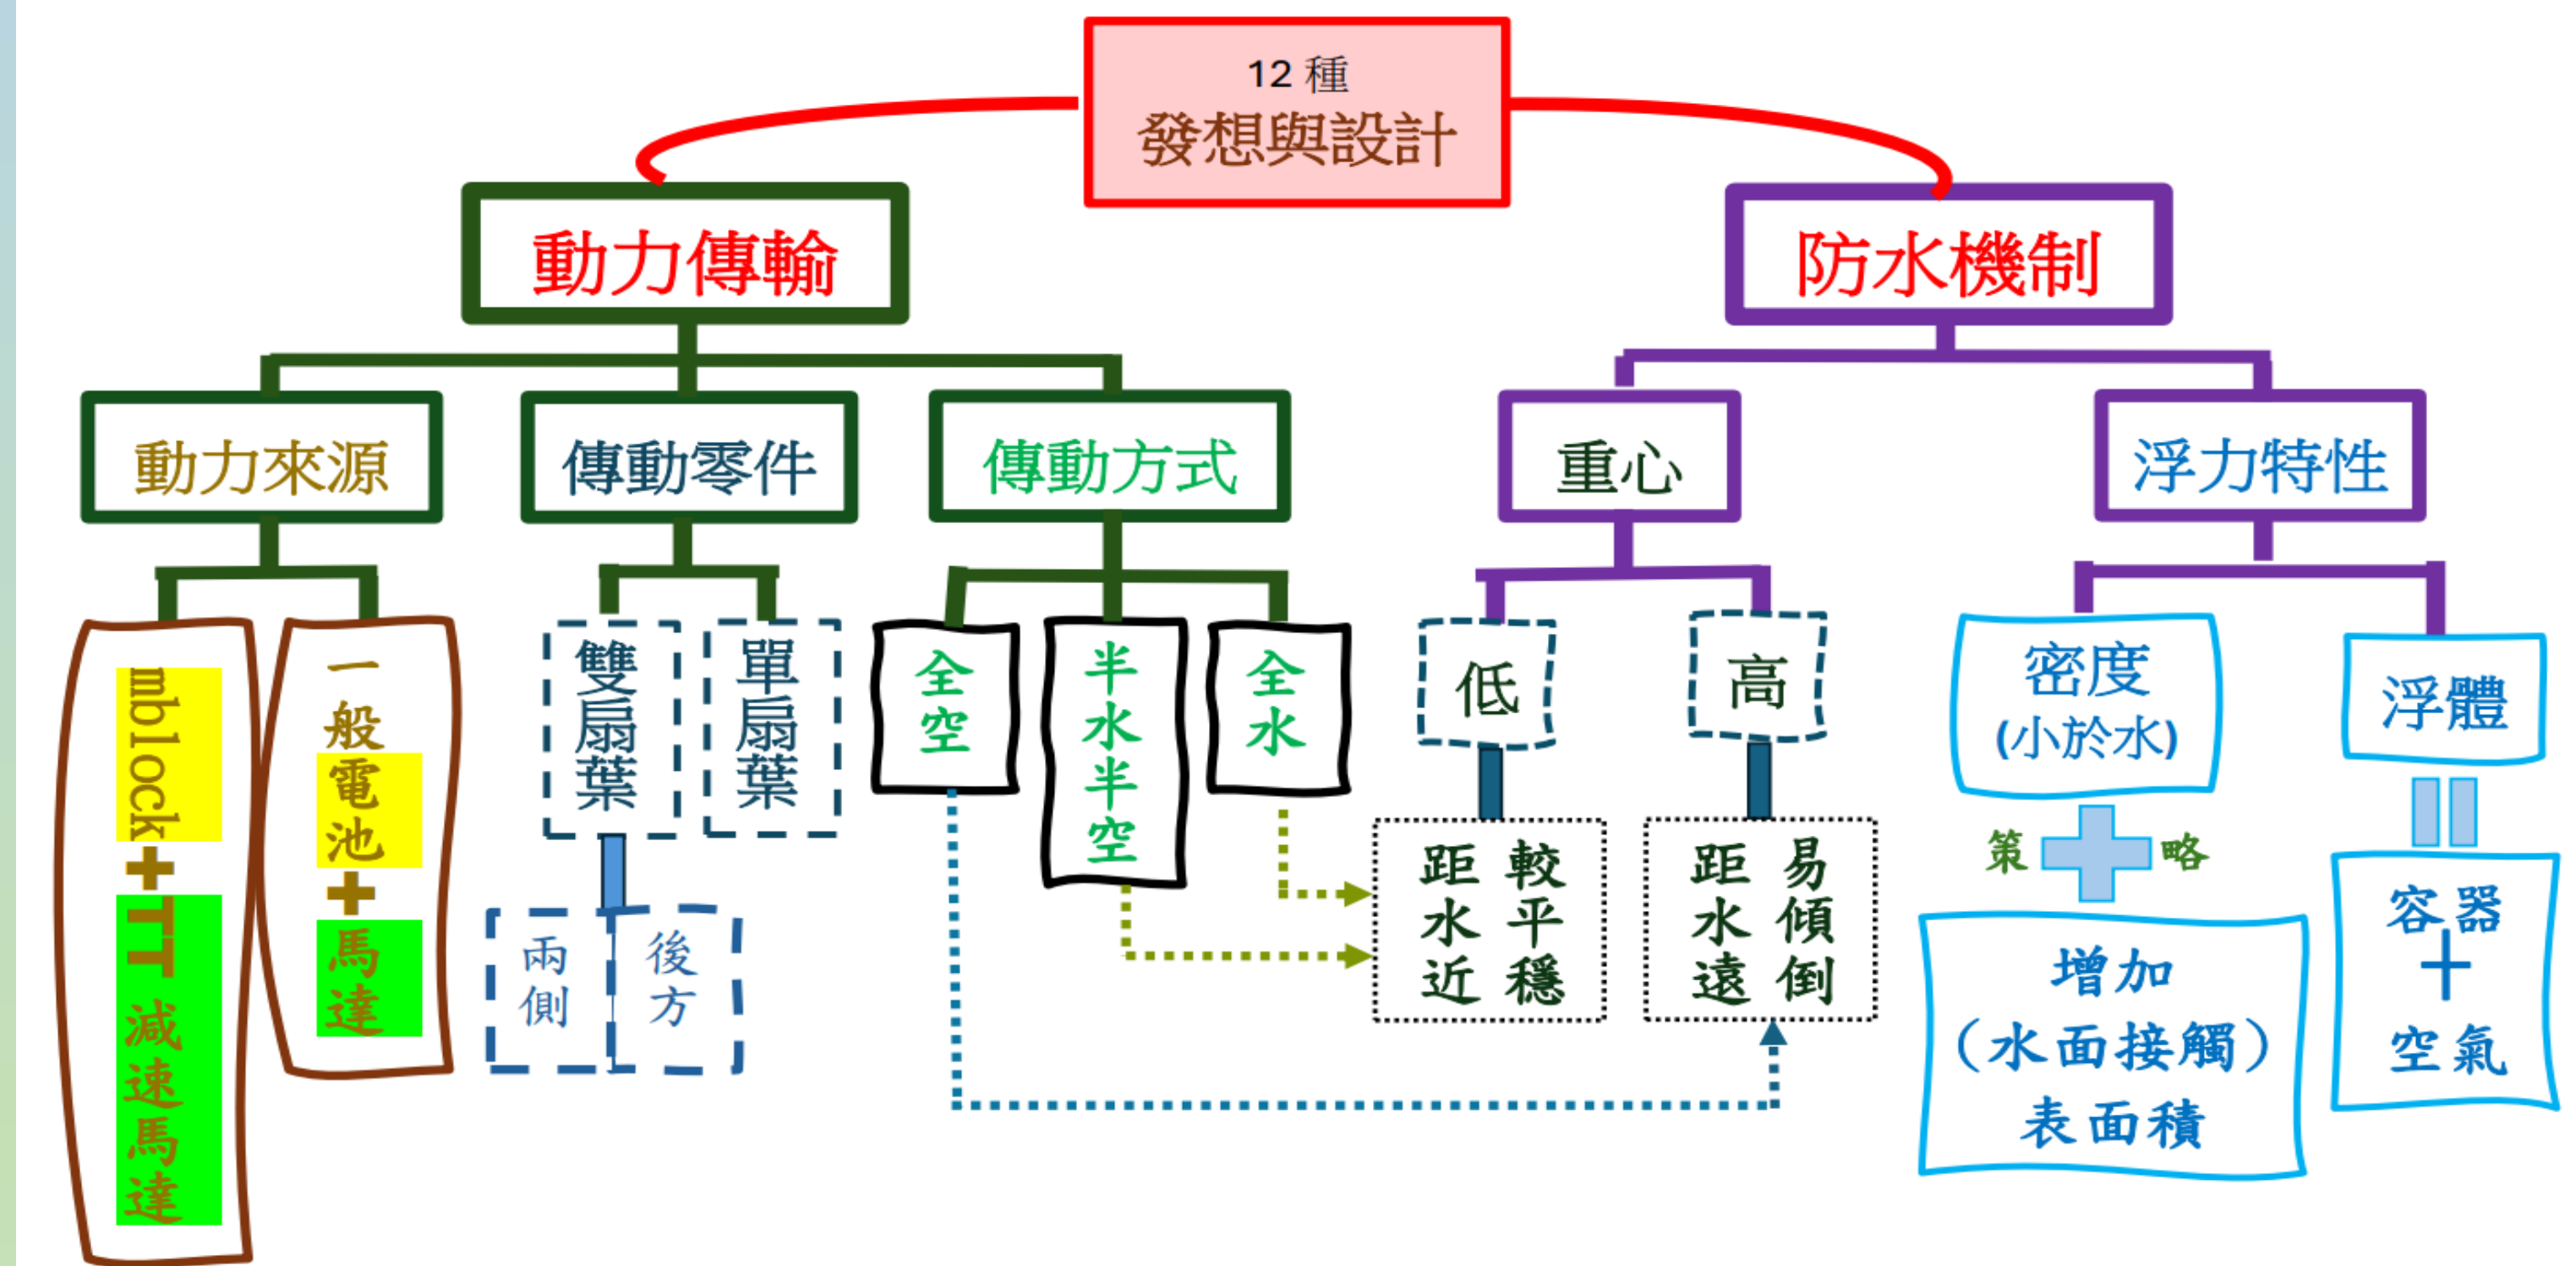 12 種
發想與設計
動力傳輸
防水機制
動力來源
傳動零件
傳動方式
重心
浮力特性
mblock+TT 減速馬達
一般電池+馬達
雙扇葉
單扇葉
兩側
後方
全空
半水半空
全水
低
高
較平穩
距水近
易傾倒
距水遠
密度
(小於水)
策略
增加
（水面接觸）
表面積
浮體
容器
+
空氣